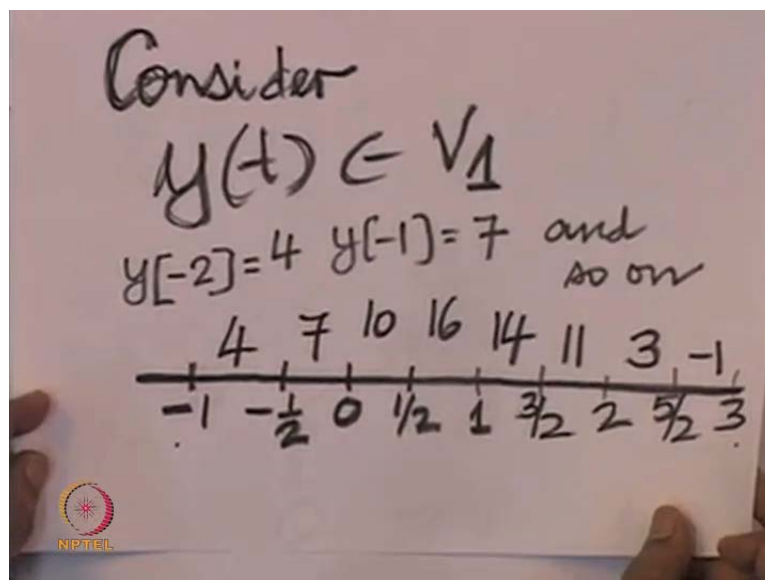 Consider
y(t) ∈ V1
y[-2]=4 y[-1]=7 and
so on
4 7 10 16 14 11 3 -1
-1 -1/2 0 1/2 1 3/2 2 5/2 3
NPTEL